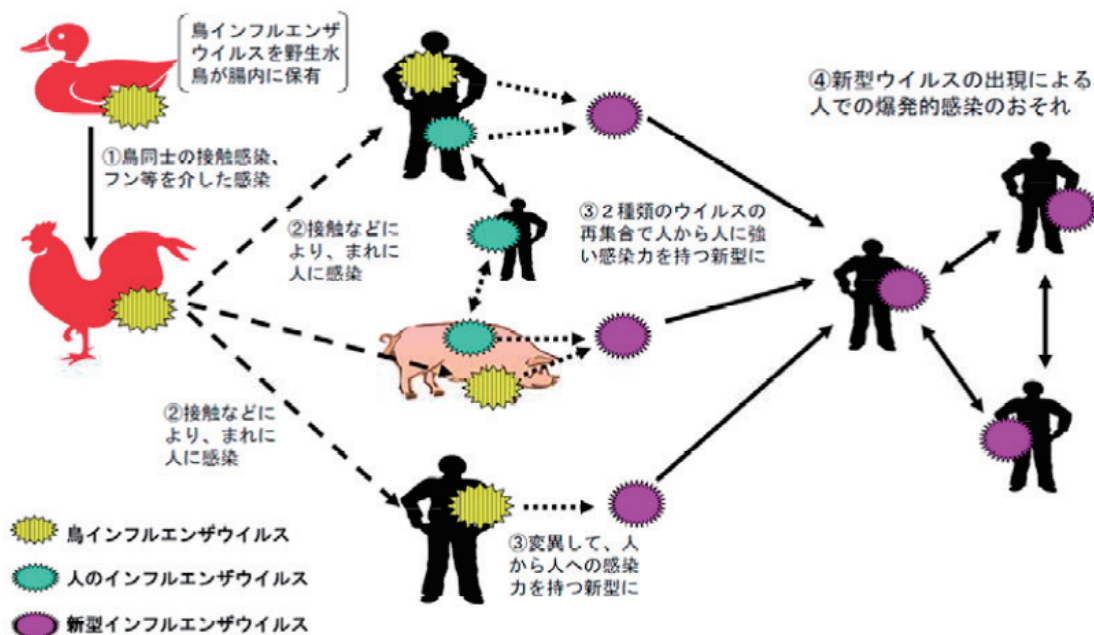 鳥インフルエンザ
ウイルスを野生水
鳥が腸内に保有
①鳥同士の接触感染、
フン等を介した感染
②接触などに
より、まれに
人に感染
②接触などに
より、まれに
人に感染
③２種類のウイルスの
再集合で人から人に強
い感染力を持つ新型に
③変異して、人
から人への感染
力を持つ新型に
④新型ウイルスの出現による
人での爆発的感染のおそれ
鳥インフルエンザウイルス
人のインフルエンザウイルス
新型インフルエンザウイルス